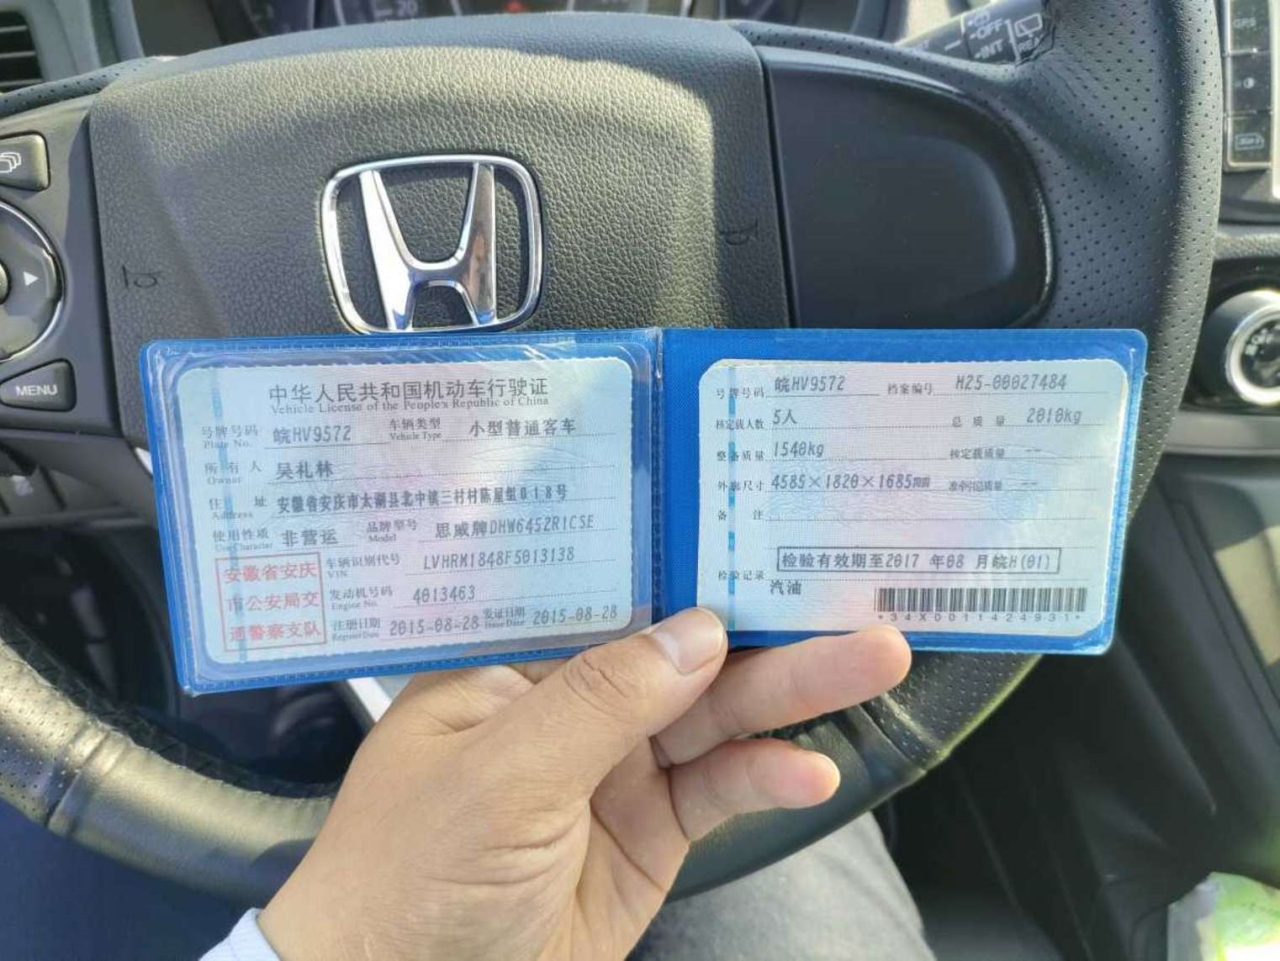 -OFF
-INT
MENU
中华人民共和国机动车行驶证
Vehicle License of the People's Republic of China
号牌号码 皖HV9572 车辆类型 小型普通客车
Plate No. Vehicle Type
所有人 吴礼林
Owner
住址 安徽省安庆市太湖县北中镇三村村陈屋组018号
Address
使用性质 非营运 品牌型号 思威牌DHW6452R1CSE
Use Character Model
安徽省安庆
市公安局交
通警察支队
车辆识别代号 LVHRM1848F5013138
VIN
发动机号码 4013463
Engine No.
注册日期 2015-08-28 发证日期 2015-08-28
Register Date Issue Date
号牌号码 皖HV9572 档案编号 M25-00027484
核定载人数 5人 总质量 2010kg
整备质量 1540kg 核定载质量 --
外廓尺寸 4585×1820×1685mm 准牵引总质量 --
备注
检验有效期至2017 年08 月皖H(01)
检验记录
汽油
*34X0011424931*